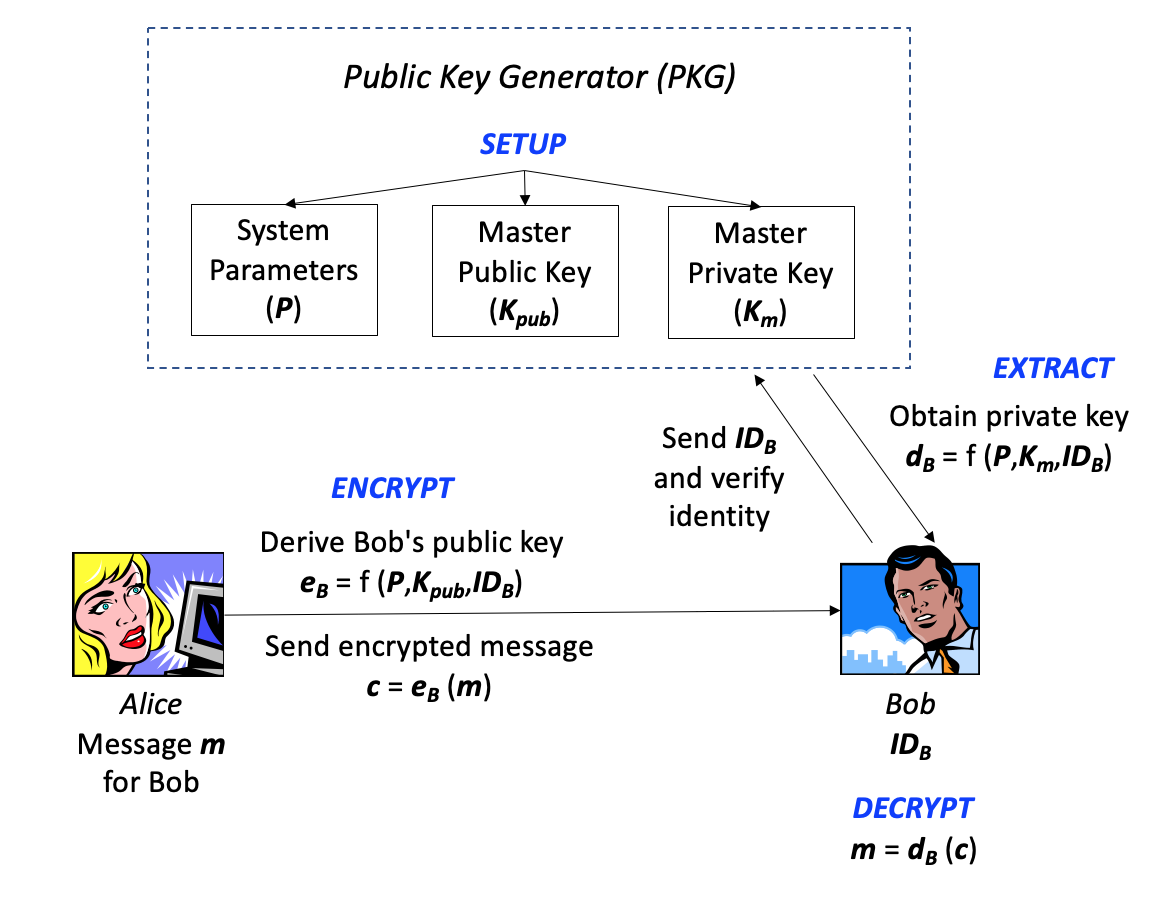 Public Key Generator (PKG)
SETUP
System
Parameters
(P)
Master
Public Key
(Kpub)
Master
Private Key
(Km)
EXTRACT
Obtain private key
dB = f (P,Km,IDB)
Send IDB
and verify
identity
ENCRYPT
Derive Bob's public key
eB = f (P,Kpub,IDB)
Send encrypted message
c = eB (m)
Alice
Message m
for Bob
Bob
IDB
DECRYPT
m = dB (c)